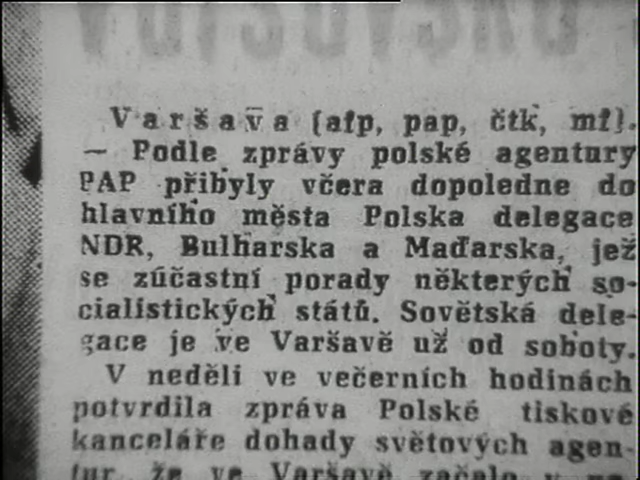 Varšava (afp, pap, čtk, mf).
— Podle zprávy polské agentury
PAP přibyly včera dopoledne do
hlavního města Polska delegace
NDR, Bulharska a Maďarska, jež
se zúčastní porady některých so-
cialistických států. Sovětská dele-
gace je ve Varšavě už od soboty.
V neděli ve večerních hodinách
potvrdila zpráva Polské tiskové
kanceláře dohady světových agen-
tur, že ve Varšavě začalo v